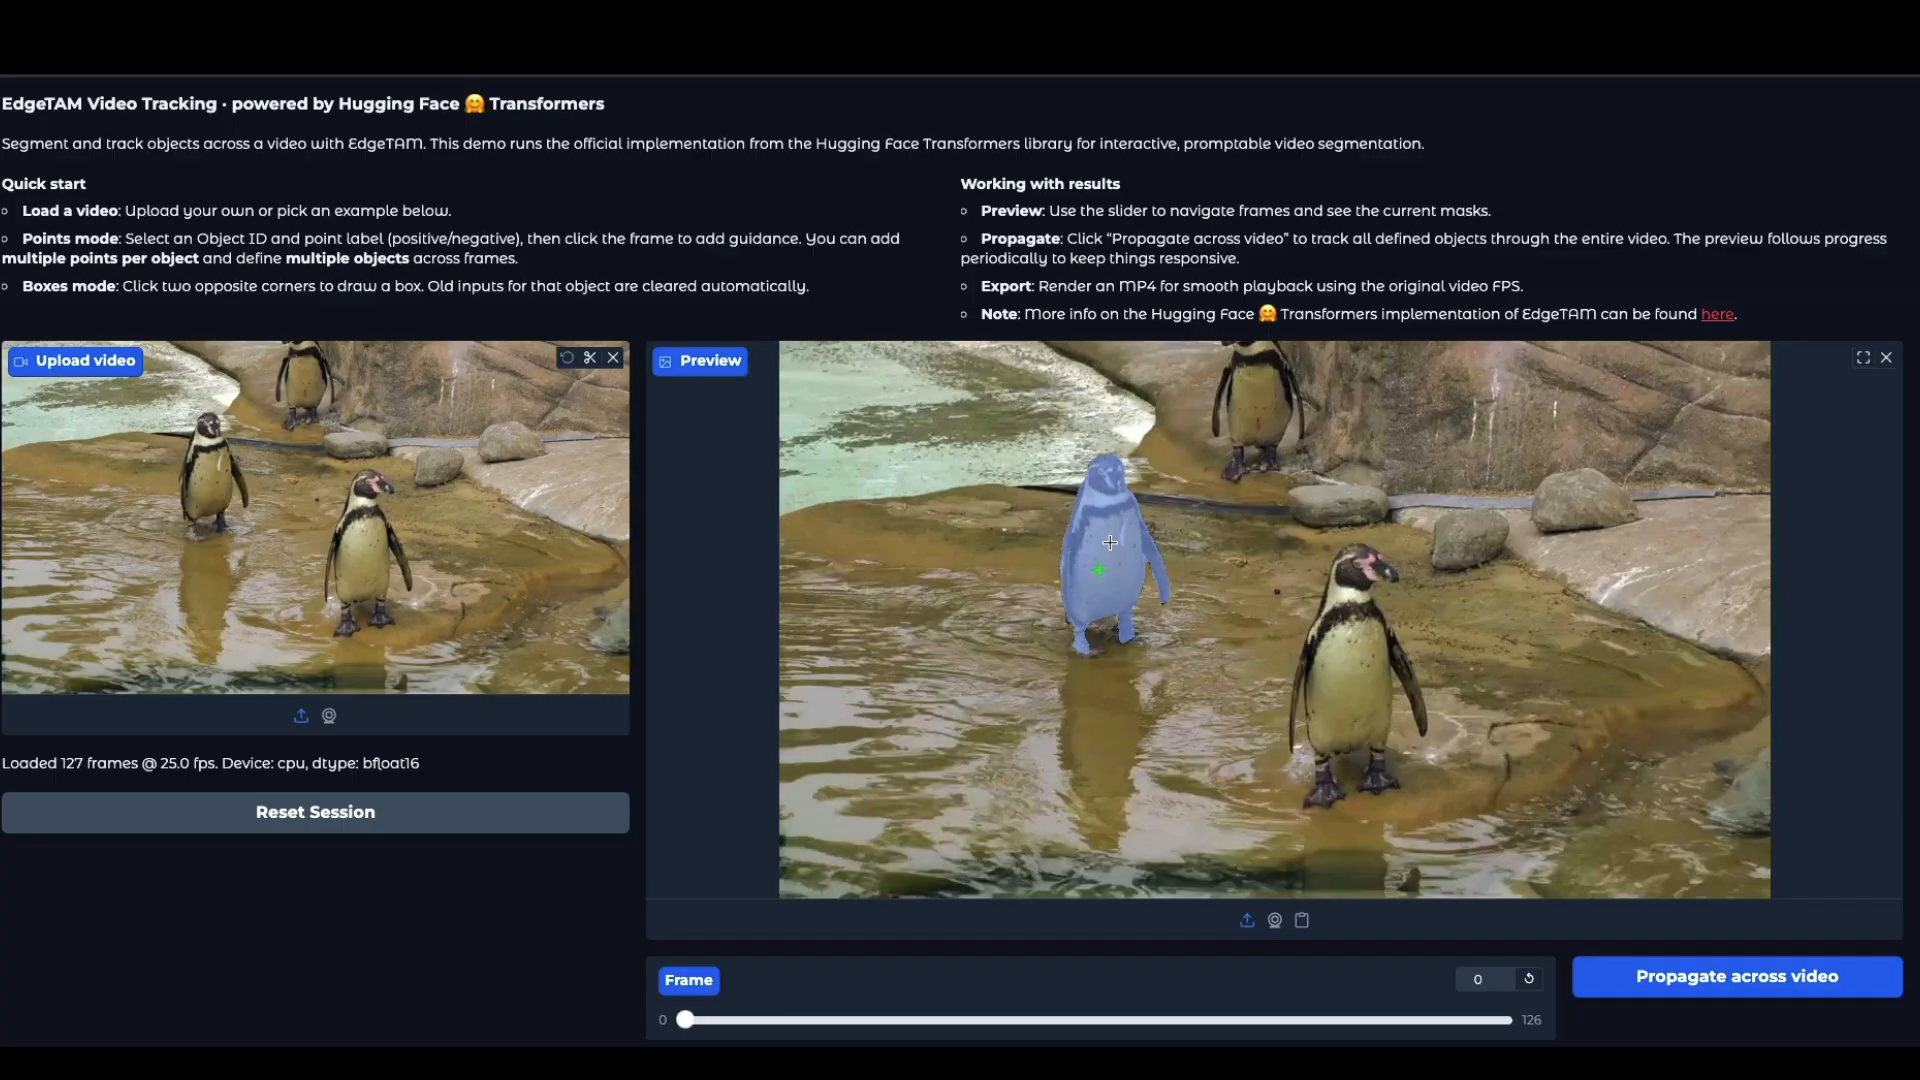 EdgeTAM Video Tracking · powered by Hugging Face 🤗 Transformers
Segment and track objects across a video with EdgeTAM. This demo runs the official implementation from the Hugging Face Transformers library for interactive, promptable video segmentation.
Quick start
Load a video: Upload your own or pick an example below.
Points mode: Select an Object ID and point label (positive/negative), then click the frame to add guidance. You can add
multiple points per object and define multiple objects across frames.
Boxes mode: Click two opposite corners to draw a box. Old inputs for that object are cleared automatically.
Working with results
Preview: Use the slider to navigate frames and see the current masks.
Propagate: Click “Propagate across video” to track all defined objects through the entire video. The preview follows progress
periodically to keep things responsive.
Export: Render an MP4 for smooth playback using the original video FPS.
Note: More info on the Hugging Face 🤗 Transformers implementation of EdgeTAM can be found here.
Upload video
Loaded 127 frames @ 25.0 fps. Device: cpu, dtype: bfloat16
Reset Session
Preview
Frame
0
0
126
Propagate across video